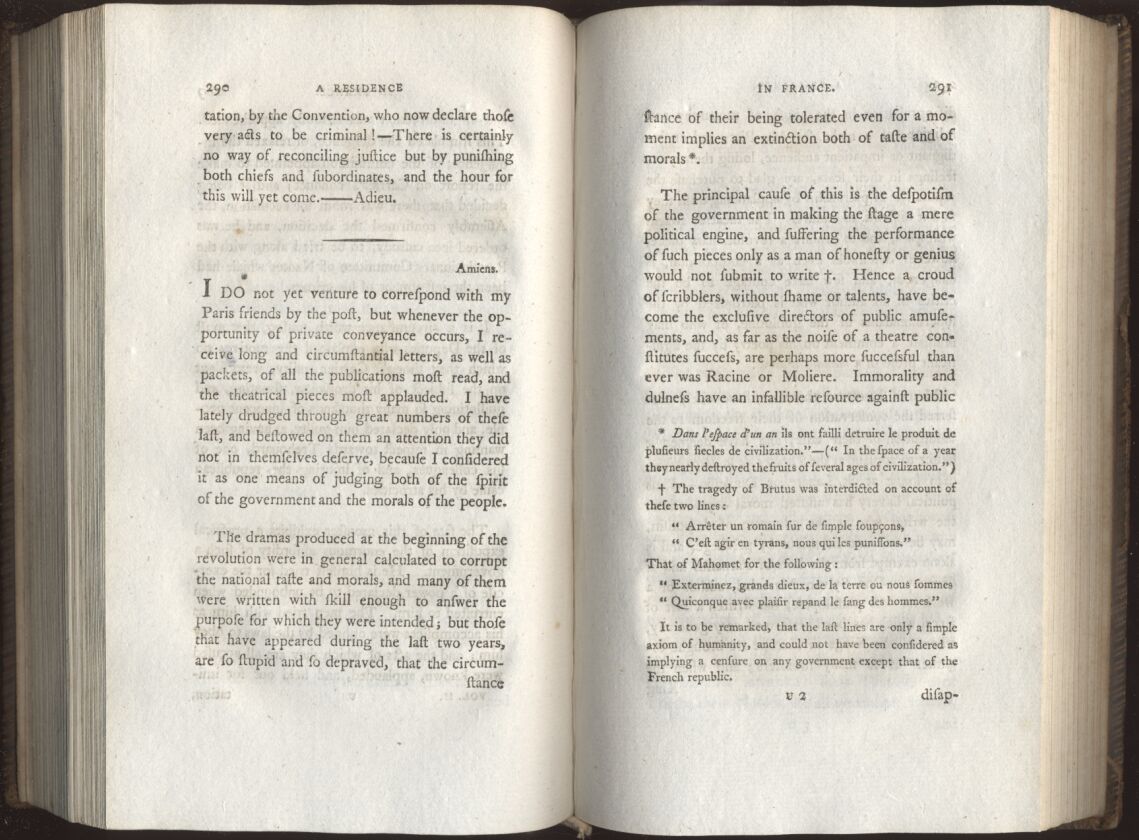 290 A RESIDENCE
tation, by the Convention, who now declare thoſe
very acts to be criminal!—There is certainly
no way of reconciling juſtice but by puniſhing
both chiefs and ſubordinates, and the hour for
this will yet come.——Adieu.
Amiens.
I DO not yet venture to correſpond with my
Paris friends by the poſt, but whenever the op-
portunity of private conveyance occurs, I re-
ceive long and circumſtantial letters, as well as
packets, of all the publications moſt read, and
the theatrical pieces moſt applauded. I have
lately drudged through great numbers of theſe
laſt, and beſtowed on them an attention they did
not in themſelves deſerve, becauſe I conſidered
it as one means of judging both of the ſpirit
of the government and the morals of the people.
The dramas produced at the beginning of the
revolution were in general calculated to corrupt
the national taſte and morals, and many of them
were written with ſkill enough to anſwer the
purpoſe for which they were intended; but thoſe
that have appeared during the laſt two years,
are ſo ſtupid and ſo depraved, that the circum-
ſtance
IN FRANCE. 291
ſtance of their being tolerated even for a mo-
ment implies an extinction both of taſte and of
morals *.
The principal cauſe of this is the deſpotiſm
of the government in making the ſtage a mere
political engine, and ſuffering the performance
of ſuch pieces only as a man of honeſty or genius
would not ſubmit to write †. Hence a croud
of ſcribblers, without ſhame or talents, have be-
come the excluſive directors of public amuſe-
ments, and, as far as the noiſe of a theatre con-
ſtitutes ſucceſs, are perhaps more ſucceſsful than
ever was Racine or Moliere. Immorality and
dulneſs have an infallible reſource againſt public
* Dans l'eſpace d'un an ils ont failli detruire le produit de
pluſieurs ſiecles de civilization."—(" In the ſpace of a year
they nearly deſtroyed the fruits of ſeveral ages of civilization.")
† The tragedy of Brutus was interdicted on account of
theſe two lines:
" Arrêter un romain ſur de ſimple ſoupçons,
" C'eſt agir en tyrans, nous qui les puniſſons."
That of Mahomet for the following:
" Exterminez, grands dieux, de la terre ou nous ſommes
" Quiconque avec plaiſir repand le ſang des hommes."
It is to be remarked, that the laſt lines are only a ſimple
axiom of humanity, and could not have been conſidered as
implying a cenſure on any government except that of the
French republic.
U 2 diſap-